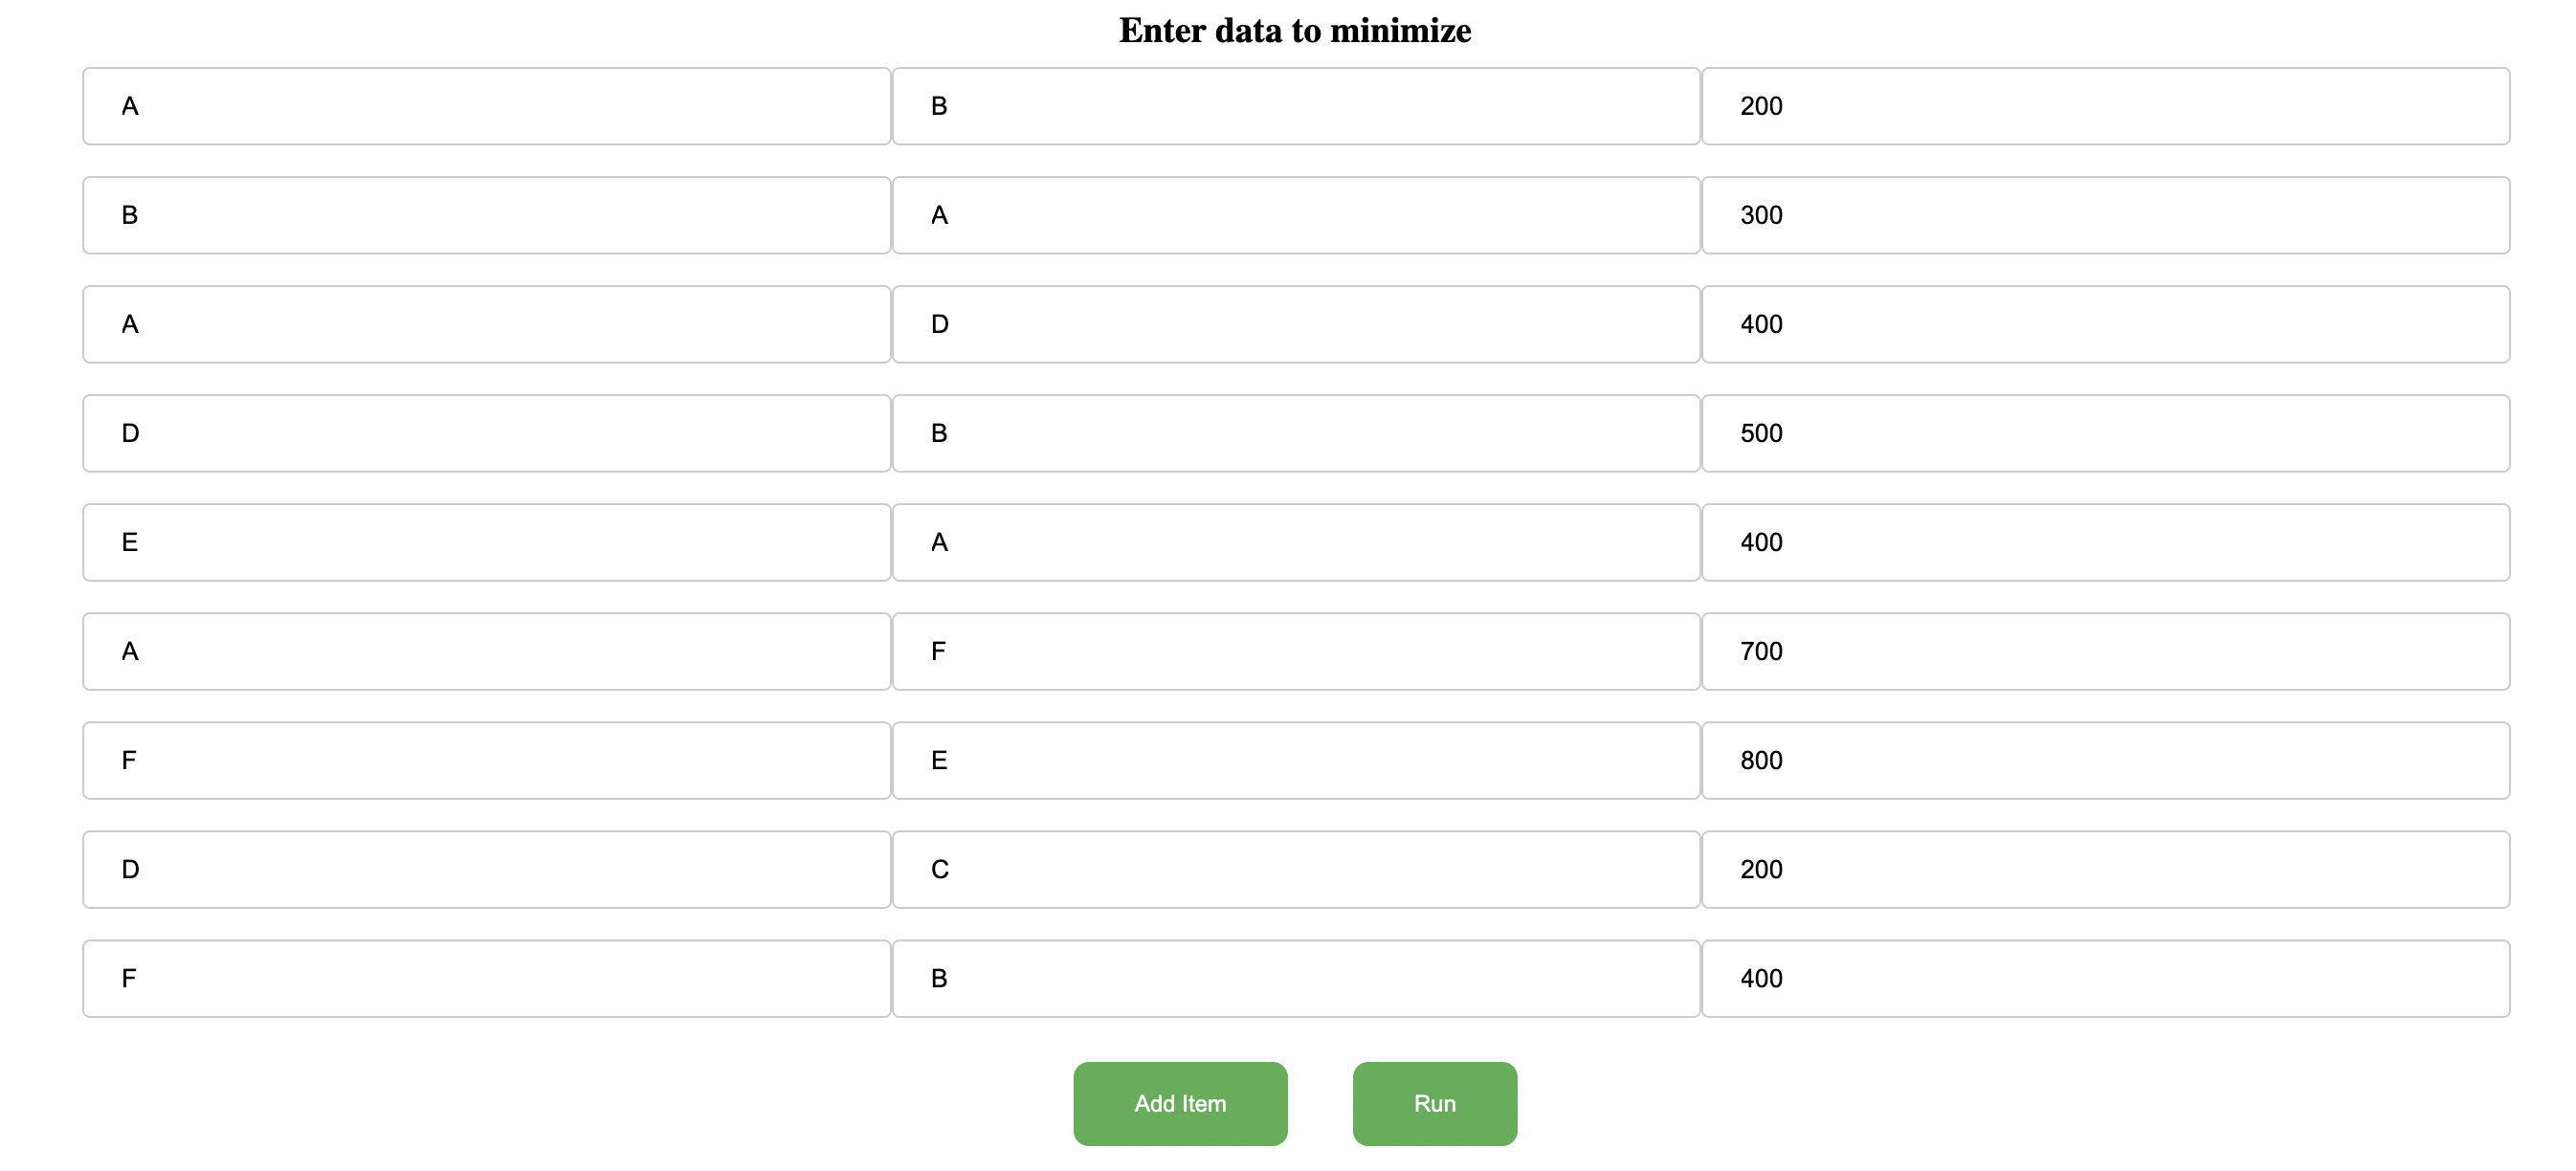 Enter data to minimize
A B 200
B A 300
A D 400
D B 500
E A 400
A F 700
F E 800
D C 200
F B 400
Add Item Run